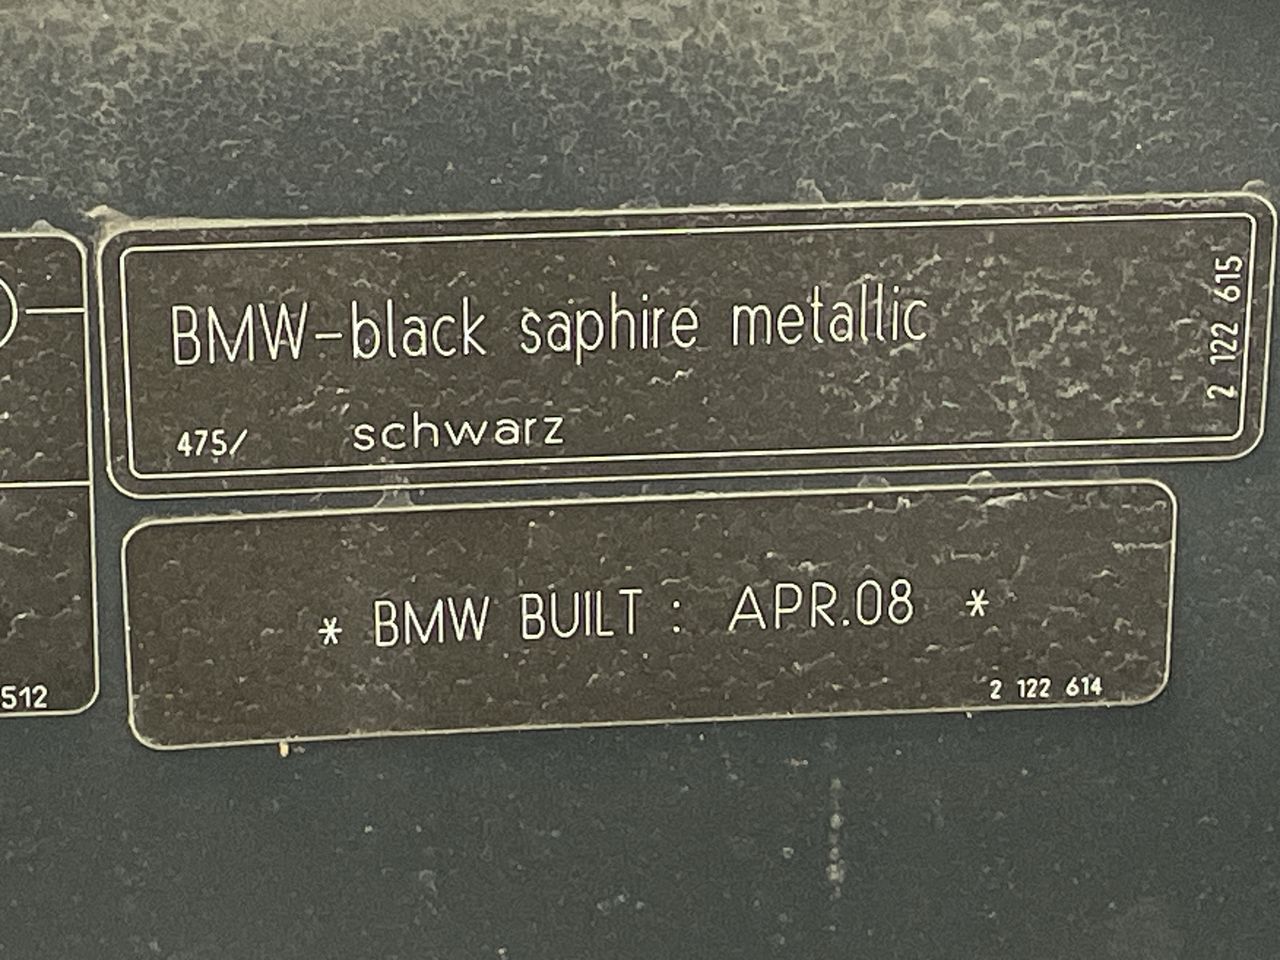 BMW-black saphire metallic
475/ schwarz
2 122 615
* BMW BUILT : APR.08 *
2 122 614
512